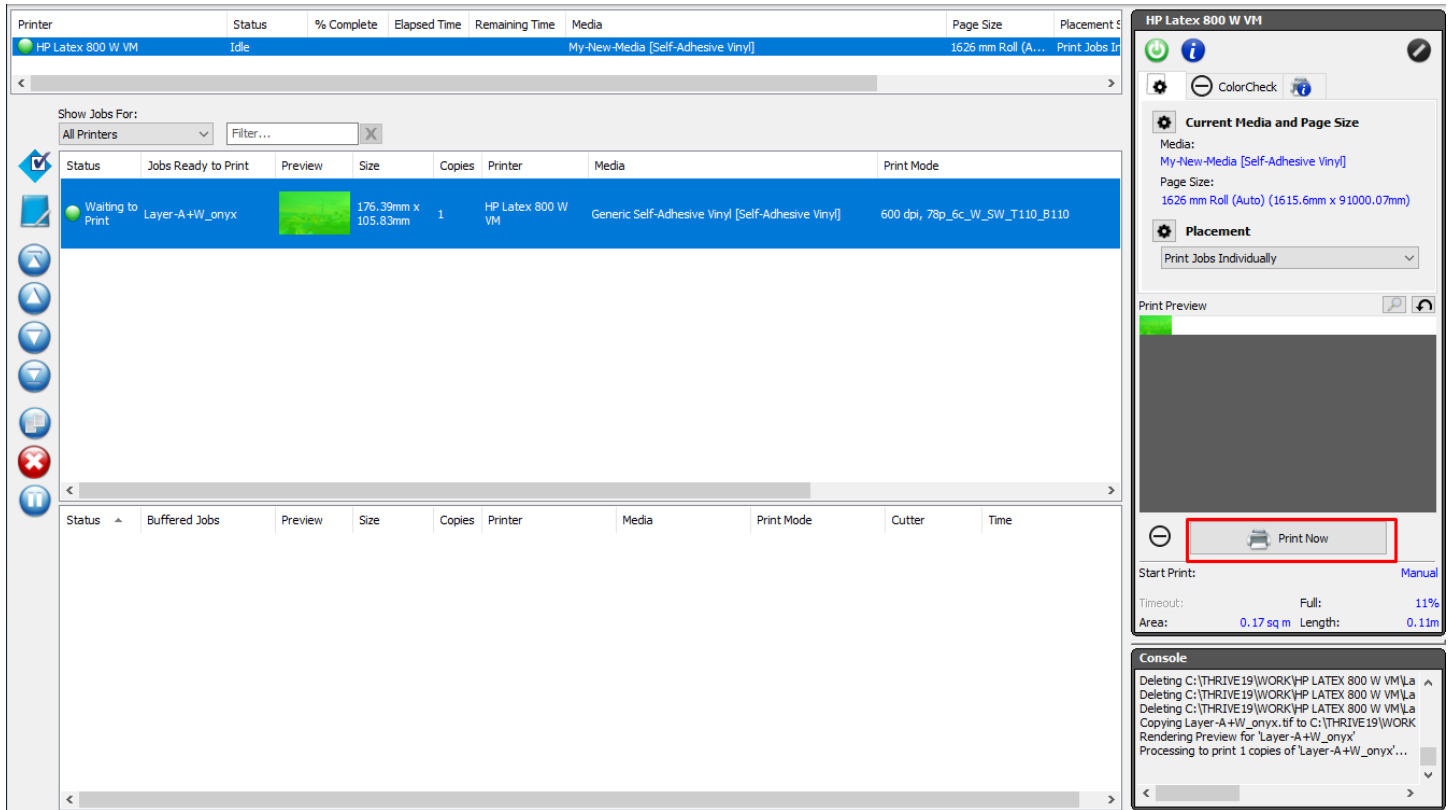 Printer Status % Complete Elapsed Time Remaining Time Media Page Size Placement S
HP Latex 800 W VM Idle My-New-Media [Self-Adhesive Vinyl] 1626 mm Roll (A... Print Jobs In
Show Jobs For:
All Printers Filter... X
Status Jobs Ready to Print Preview Size Copies Printer Media Print Mode
Waiting to Print Layer-A+W_onyx 176.39mm x 105.83mm 1 HP Latex 800 W VM Generic Self-Adhesive Vinyl [Self-Adhesive Vinyl] 600 dpi, 78p_6c_W_SW_T110_B110
Status Buffered Jobs Preview Size Copies Printer Media Print Mode Cutter Time
HP Latex 800 W VM
ColorCheck
Current Media and Page Size
Media:
My-New-Media [Self-Adhesive Vinyl]
Page Size:
1626 mm Roll (Auto) (1615.6mm x 91000.07mm)
Placement
Print Jobs Individually
Print Preview
Print Now
Start Print: Manual
Timeout: Full: 11%
Area: 0.17 sq m Length: 0.11m
Console
Deleting C:\THRIVE19\WORK\HP LATEX 800 W VM\La
Deleting C:\THRIVE19\WORK\HP LATEX 800 W VM\La
Deleting C:\THRIVE19\WORK\HP LATEX 800 W VM\La
Copying Layer-A+W_onyx.tif to C:\THRIVE19\WORK
Rendering Preview for 'Layer-A+W_onyx'
Processing to print 1 copies of 'Layer-A+W_onyx'...